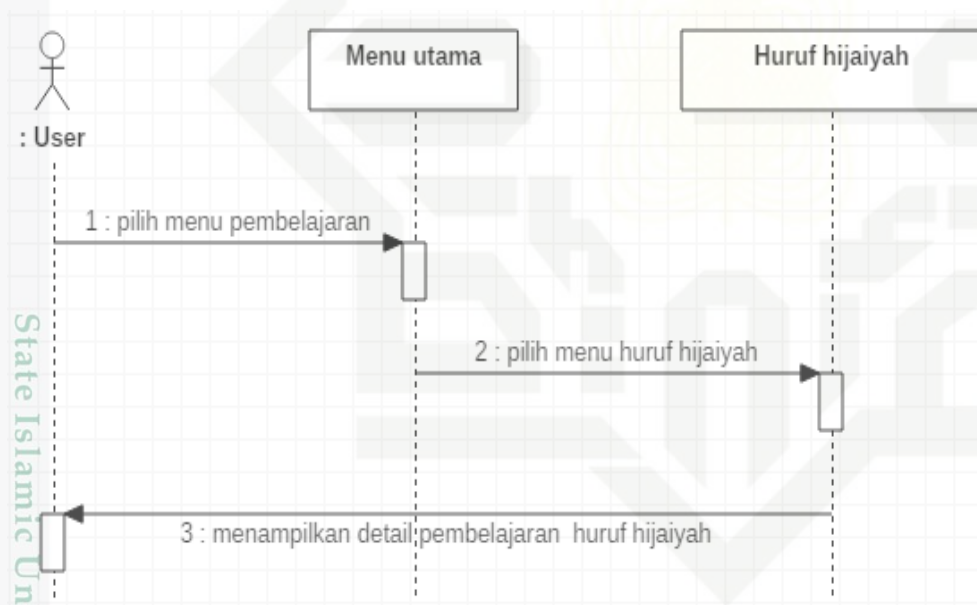 Menu utama
Huruf hijaiyah
: User
1 : pilih menu pembelajaran
2 : pilih menu huruf hijaiyah
3 : menampilkan detail pembelajaran huruf hijaiyah
State Islamic Un